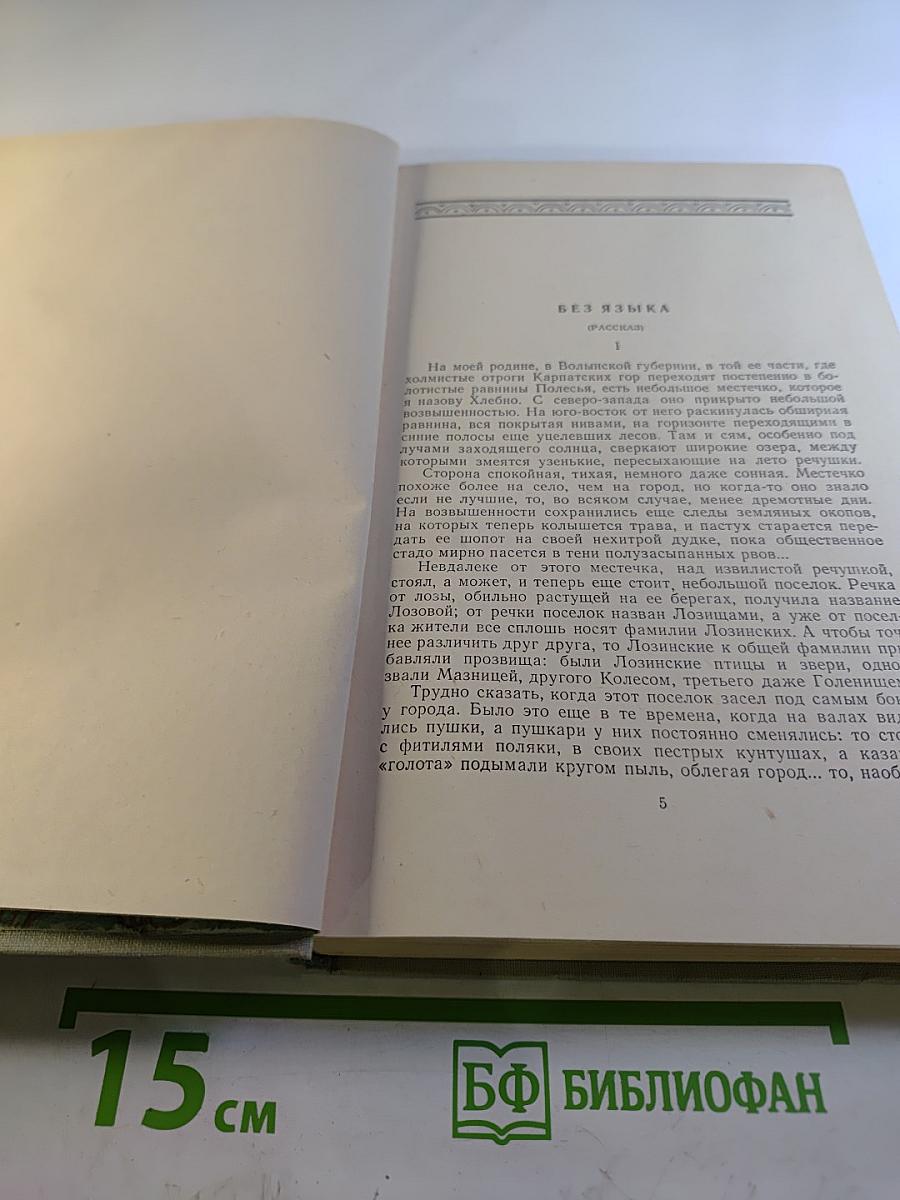 БЕЗ ЯЗЫКА
(РАССКАЗ)
I
На моей родине, в Волынской губернии, в той ее части, где
холмистые отроги Карпатских гор переходят постепенно в бо-
лотистые равнины Полесья, есть небольшое местечко, которое
я назову Хлебно. С северо-запада оно прикрыто небольшой
возвышенностью. На юго-восток от него раскинулась обширная
равнина, вся покрытая нивами, на горизонте переходящими в
синие полосы еще уцелевших лесов. Там и сям, особенно под
лучами заходящего солнца, сверкают широкие озера, между
которыми змеятся узенькие, пересыхающие на лето речушки.
Сторона спокойная, тихая, немного даже сонная. Местечко
похоже более на село, чем на город, но когда-то оно знало
если не лучшие, то, во всяком случае, менее дремотные дни.
На возвышенности сохранились еще следы земляных окопов,
на которых теперь колышется трава, и пастух старается пере-
дать ее шопот на своей нехитрой дудке, пока общественное
стадо мирно пасется в тени полузасыпанных рвов...
Невдалеке от этого местечка, над извилистой речушкой,
стоял, а может, и теперь еще стоит, небольшой поселок. Речка
от лозы, обильно растущей на ее берегах, получила название
Лозовой; от речки поселок назван Лозищами, а уже от посел-
ка жители все сплошь носят фамилии Лозинских. А чтобы точ
нее различить друг друга, то Лозинские к общей фамилии при
бавляли прозвища: были Лозинские птицы и звери, одно
звали Мазницей, другого Колесом, третьего даже Голенищем
Трудно сказать, когда этот поселок засел под самым бок
у города. Было это еще в те времена, когда на валах вид
лись пушки, а пушкари у них постоянно сменялись: то сто
с фитилями поляки, в своих пестрых кунтушах, а каза
«голота» подымали кругом пыль, облегая город... то, наоб
5
15 см
БФ БИБЛИОФАН